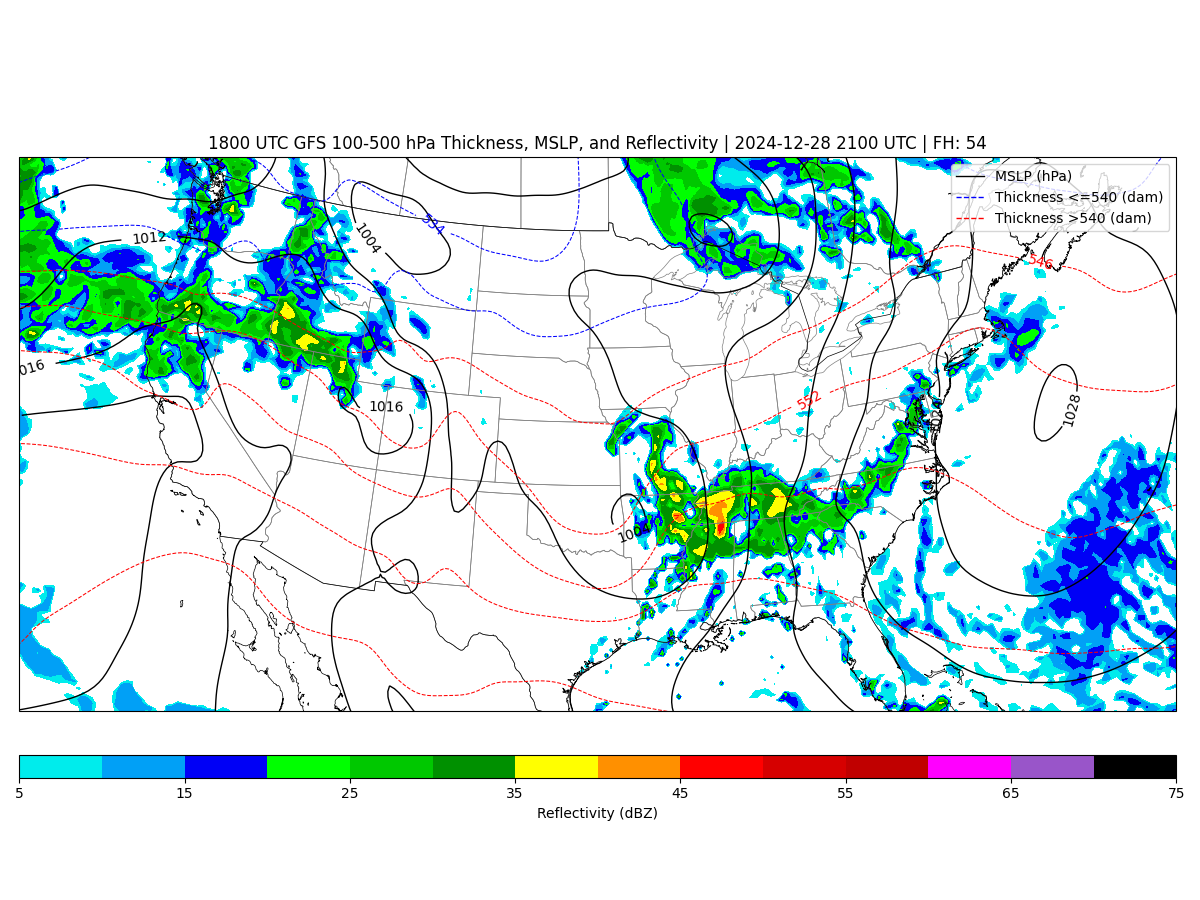 1800 UTC GFS 100-500 hPa Thickness, MSLP, and Reflectivity | 2024-12-28 2100 UTC | FH: 54
MSLP (hPa)
Thickness <=540 (dam)
Thickness >540 (dam)
534
1004
1012
546
016
552
1016
1028
5 15 25 35 45 55 65 75
Reflectivity (dBZ)